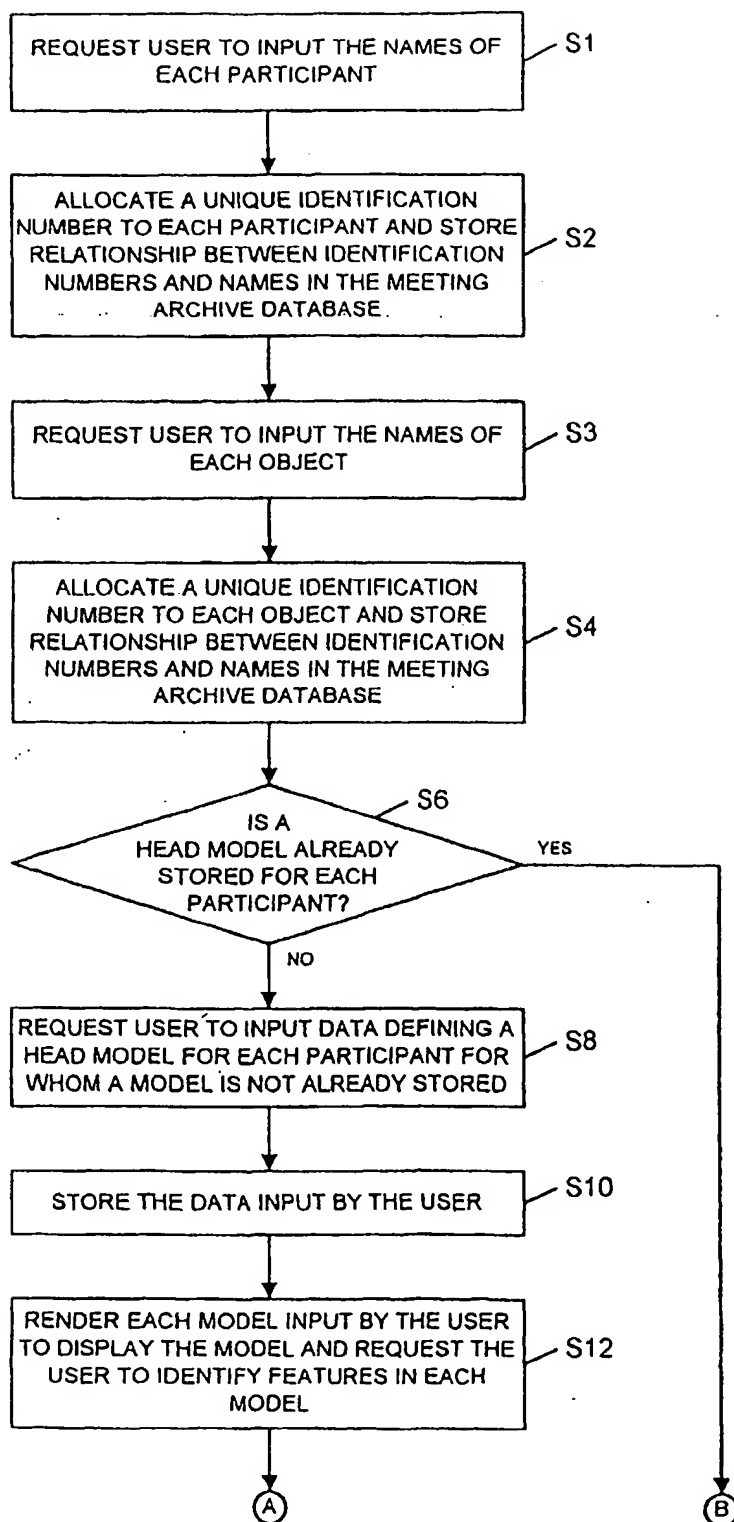 REQUEST USER TO INPUT THE NAMES OF
EACH PARTICIPANT
S1
ALLOCATE A UNIQUE IDENTIFICATION
NUMBER TO EACH PARTICIPANT AND STORE
RELATIONSHIP BETWEEN IDENTIFICATION
NUMBERS AND NAMES IN THE MEETING
ARCHIVE DATABASE.
S2
REQUEST USER TO INPUT THE NAMES OF
EACH OBJECT
S3
ALLOCATE A UNIQUE IDENTIFICATION
NUMBER TO EACH OBJECT AND STORE
RELATIONSHIP BETWEEN IDENTIFICATION
NUMBERS AND NAMES IN THE MEETING
ARCHIVE DATABASE
S4
S6
IS A
HEAD MODEL ALREADY
STORED FOR EACH
PARTICIPANT?
YES
NO
REQUEST USER TO INPUT DATA DEFINING A
HEAD MODEL FOR EACH PARTICIPANT FOR
WHOM A MODEL IS NOT ALREADY STORED
S8
STORE THE DATA INPUT BY THE USER
S10
RENDER EACH MODEL INPUT BY THE USER
TO DISPLAY THE MODEL AND REQUEST THE
USER TO IDENTIFY FEATURES IN EACH
MODEL
S12
A
B